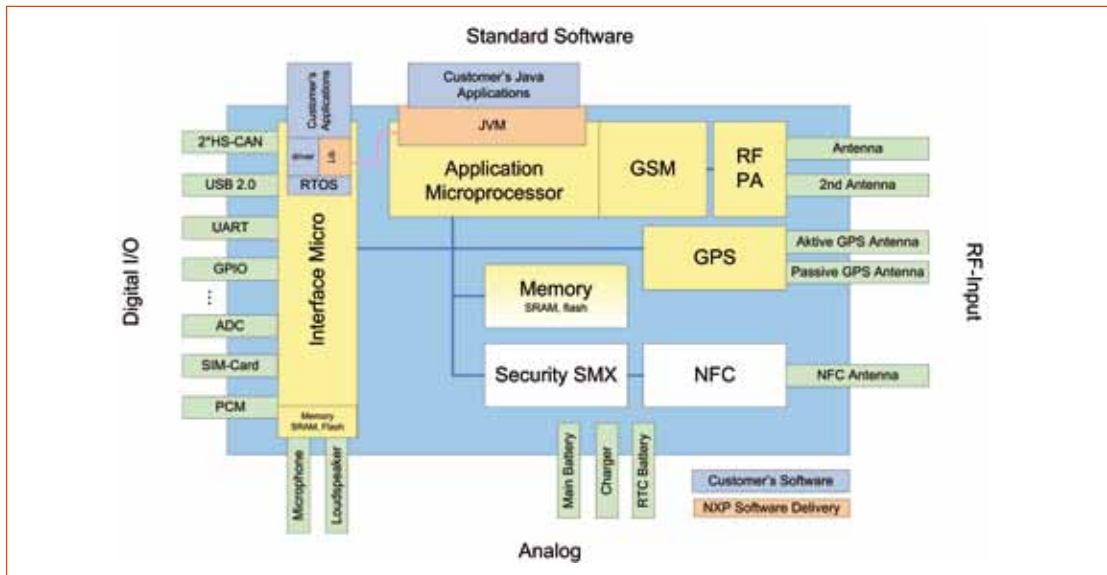 Standard Software
Customer's
Applications
Customer's Java
Applications
JVM
2*HS-CAN
driver
Lib
Application
Microprocessor
GSM
RF
PA
Antenna
USB 2.0
RTOS
2nd Antenna
UART
Interface Micro
GPS
Aktive GPS Antenna
GPIO
Passive GPS Antenna
Digital I/O
RF-Input
...
Memory
SRAM, flash
ADC
SIM-Card
Security SMX
NFC
NFC Antenna
PCM
Memory
SRAM, Flash
Microphone
Loudspeaker
Main Battery
Charger
RTC Battery
Customer's Software
NXP Software Delivery
Analog